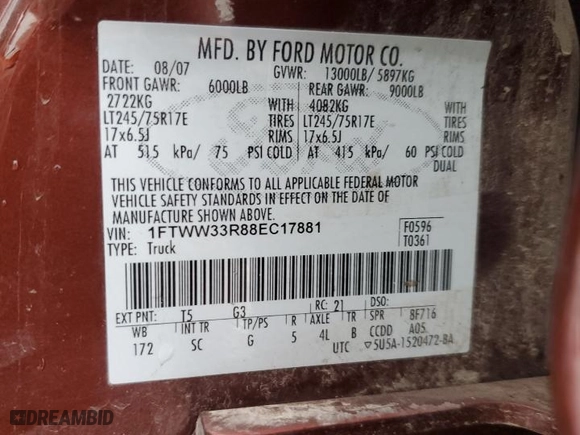 MFD. BY FORD MOTOR CO.
DATE: 08/07 GVWR: 13000LB/ 5897KG
FRONT GAWR: 6000LB REAR GAWR: 9000LB
2722KG WITH 4082KG WITH
LT245/75R17E TIRES LT245/75R17E TIRES
17x6.5J RIMS 17x6.5J RIMS
AT 515 kPa/ 75 PSI COLD AT 415 kPa/ 60 PSI COLD
DUAL
THIS VEHICLE CONFORMS TO ALL APPLICABLE FEDERAL MOTOR
VEHICLE SAFETY STANDARDS IN EFFECT ON THE DATE OF
MANUFACTURE SHOWN ABOVE.
VIN: 1FTWW33R88EC17881 F0596
TYPE: Truck T0361
EXT PNT: T5 G3 RC: 21 DSO:
WB INT TR TP/PS R AXLE TR SPR 8F716
172 SC G 5 4L B CCDD A05
UTC ▽5U5A-1520472-BA
DREAMBID